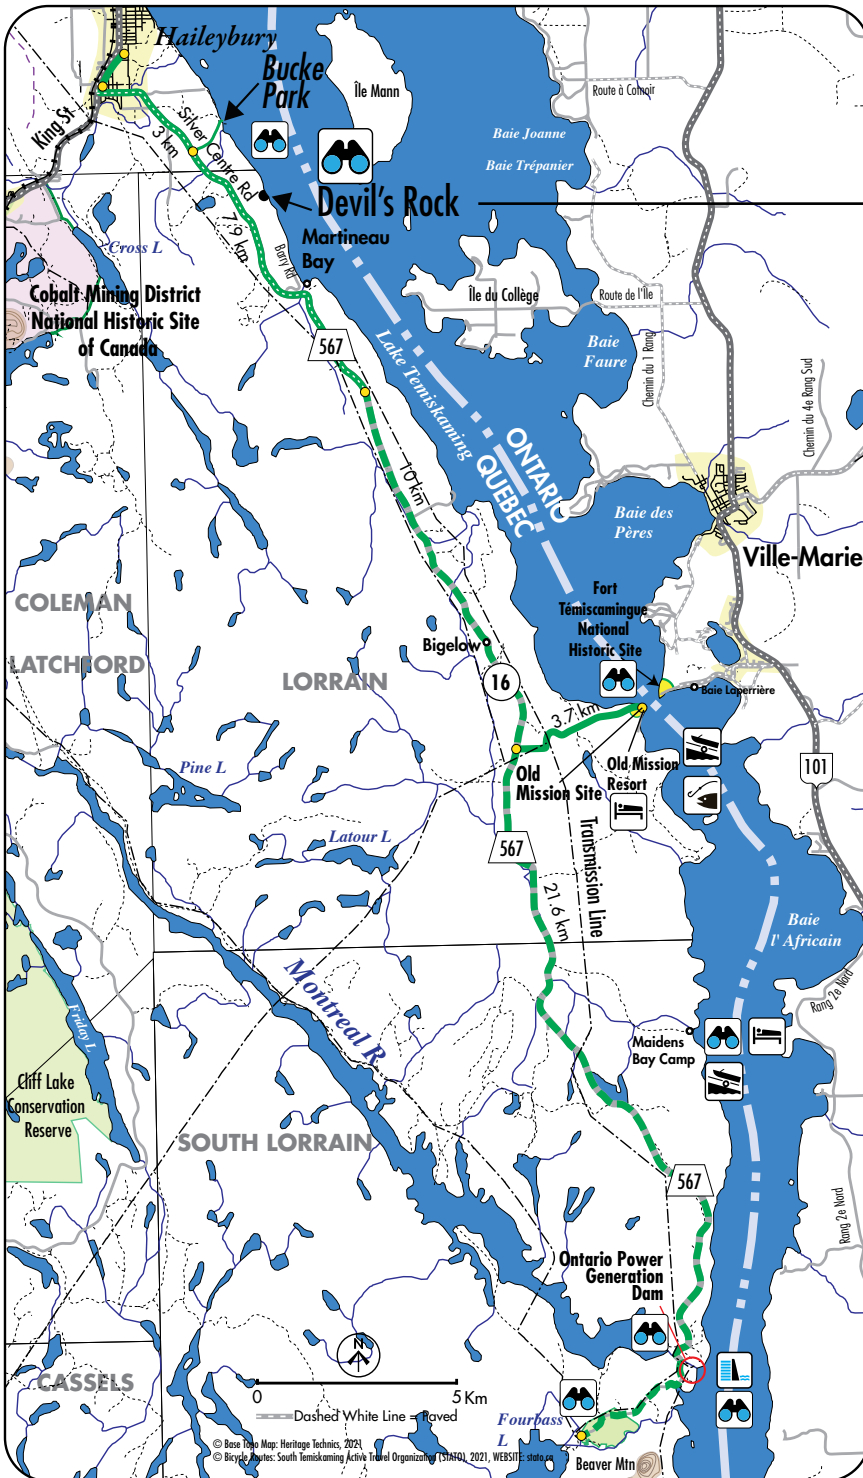 Haileybury
Bucke
Park
Île Mann
Route à Comoir
King St
3 km
Silver Centre Rd
Baie Joanne
Baie Trépanier
Devil's Rock
7.9 km
Martineau
Bay
Barry Rd
Cross L
Cobalt Mining District
National Historic Site
of Canada
Île du Collège
Route de l'Île
567
Lake Temiskaming
Baie
Faure
Chemin du 1 Rang
Chemin du 4e Rang Sud
ONTARIO
QUEBEC
10 km
Baie des
Pères
Ville-Marie
COLEMAN
LATCHFORD
LORRAIN
Fort
Témiscamingue
National
Historic Site
Bigelow
16
Baie Laperrière
3.7 km
Pine L
Old
Mission Site
Old Mission
Resort
101
Latour L
567
Transmission Line
21.6 km
Baie
l' Africain
Montreal R.
Friday L
Rang 2e Nord
Maidens
Bay Camp
Cliff Lake
Conservation
Reserve
SOUTH LORRAIN
567
Rang 2e Nord
Ontario Power
Generation
Dam
N
CASSELS
0
5 Km
Dashed White Line = Paved
Fourbass
L
© Base Topo Map: Heritage Technics, 2021
© Bicycle Routes: South Temiskaming Active Travel Organization (STATO), 2021, WEBSITE: stato.ca
Beaver Mtn